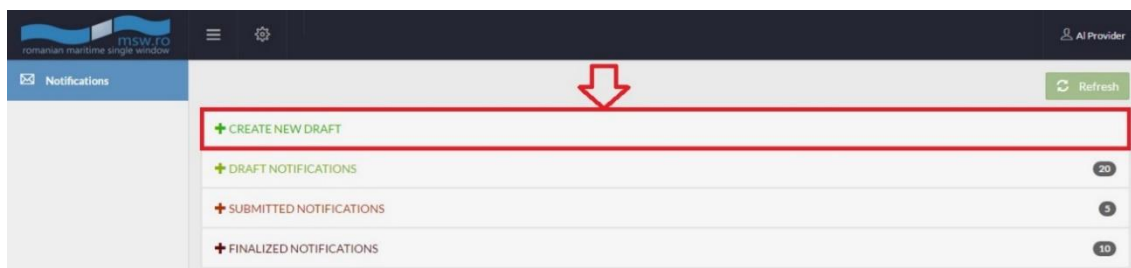 msw.ro
romanian maritime single window
Al Provider
Notifications
Refresh
CREATE NEW DRAFT
DRAFT NOTIFICATIONS 20
SUBMITTED NOTIFICATIONS 5
FINALIZED NOTIFICATIONS 10